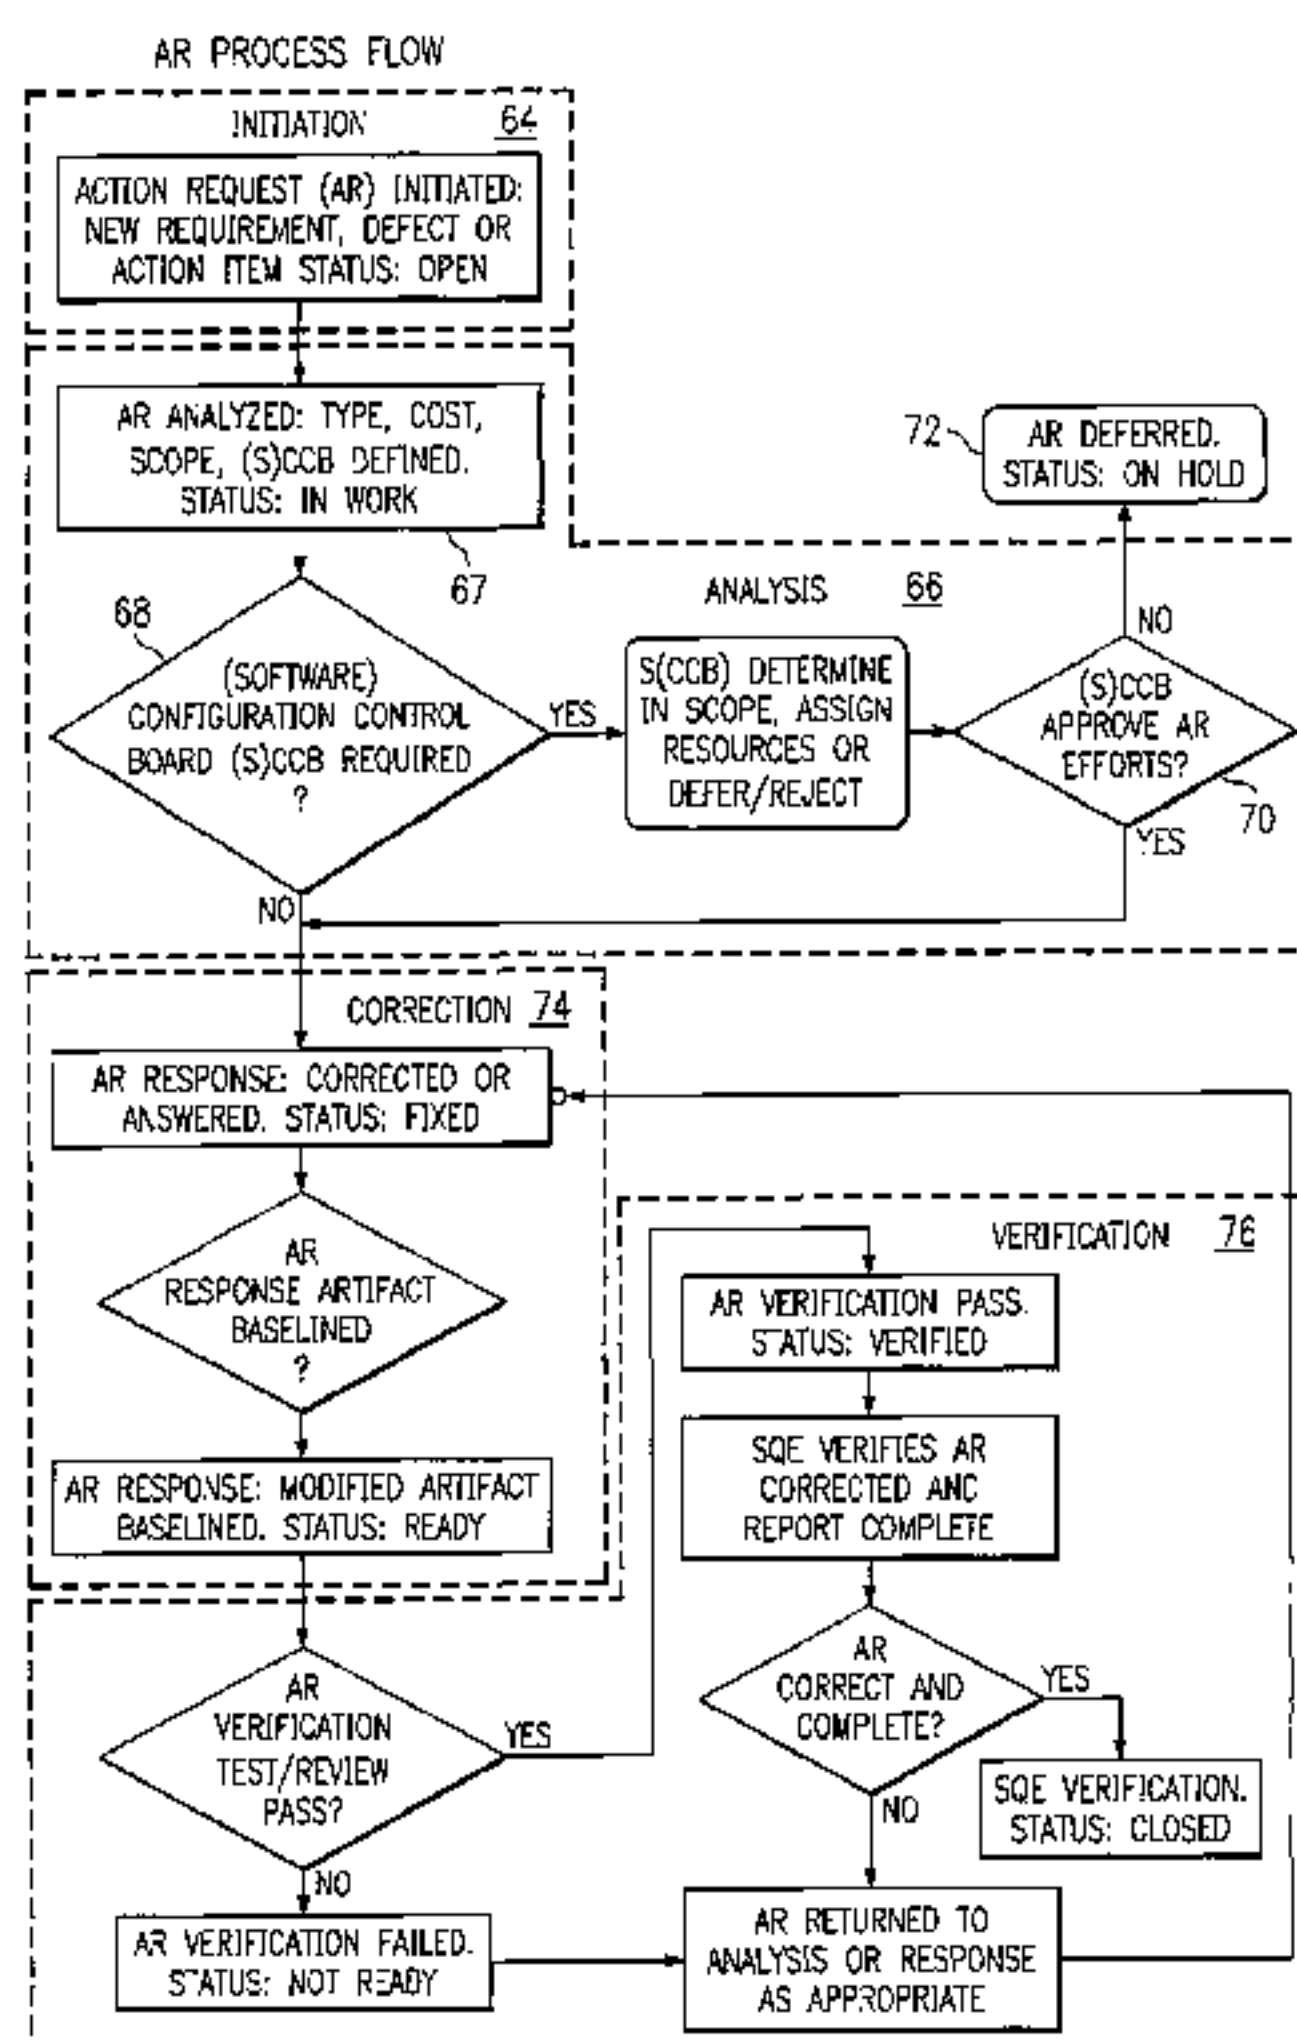 AR PROCESS FLOW
INITIATION 64
ACTION REQUEST (AR) INITIATED:
NEW REQUIREMENT, DEFECT OR
ACTION ITEM STATUS: OPEN
AR ANALYZED: TYPE, COST,
SCOPE, (S)CCB DEFINED.
STATUS: IN WORK
67
72
AR DEFERRED.
STATUS: ON HOLD
ANALYSIS 66
68
(SOFTWARE)
CONFIGURATION CONTROL
BOARD (S)CCB REQUIRED
?
YES
S(CCB) DETERMINE
IN SCOPE, ASSIGN
RESOURCES OR
DEFER/REJECT
NO
(S)CCB
APPROVE AR
EFFORTS?
70
YES
NO
CORRECTION 74
AR RESPONSE: CORRECTED OR
ANSWERED. STATUS: FIXED
AR
RESPONSE ARTIFACT
BASELINED
?
AR RESPONSE: MODIFIED ARTIFACT
BASELINED. STATUS: READY
VERIFICATION 76
AR VERIFICATION PASS.
STATUS: VERIFIED
SQE VERIFIES AR
CORRECTED AND
REPORT COMPLETE
AR
CORRECT AND
COMPLETE?
YES
SQE VERIFICATION.
STATUS: CLOSED
NO
AR
VERIFICATION
TEST/REVIEW
PASS?
YES
NO
AR VERIFICATION FAILED.
STATUS: NOT READY
AR RETURNED TO
ANALYSIS OR RESPONSE
AS APPROPRIATE